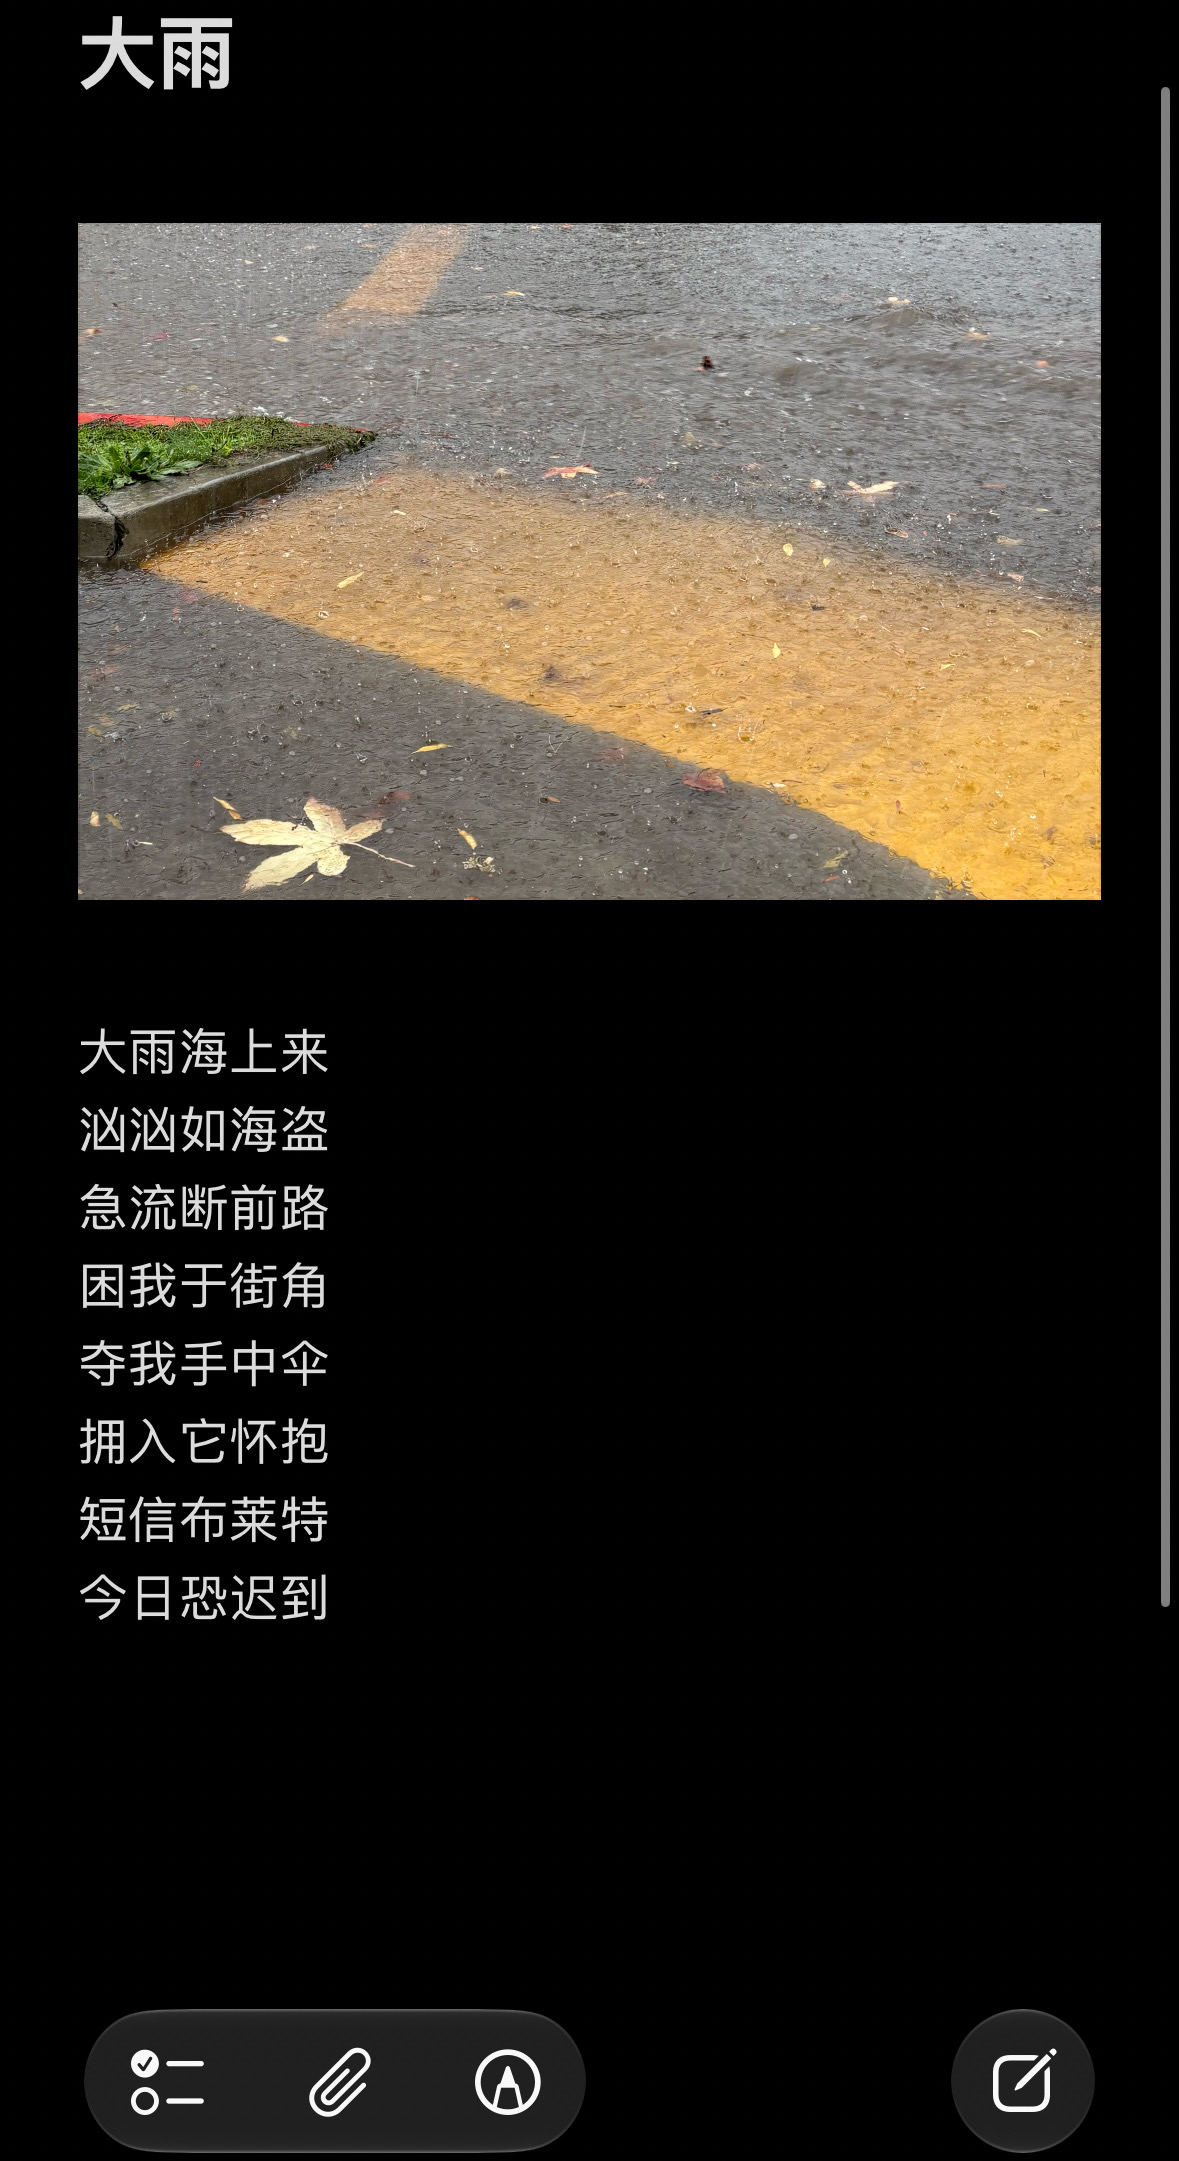 大雨
大雨海上来
汹汹如海盗
急流断前路
困我于街角
夺我手中伞
拥入它怀抱
短信布莱特
今日恐迟到